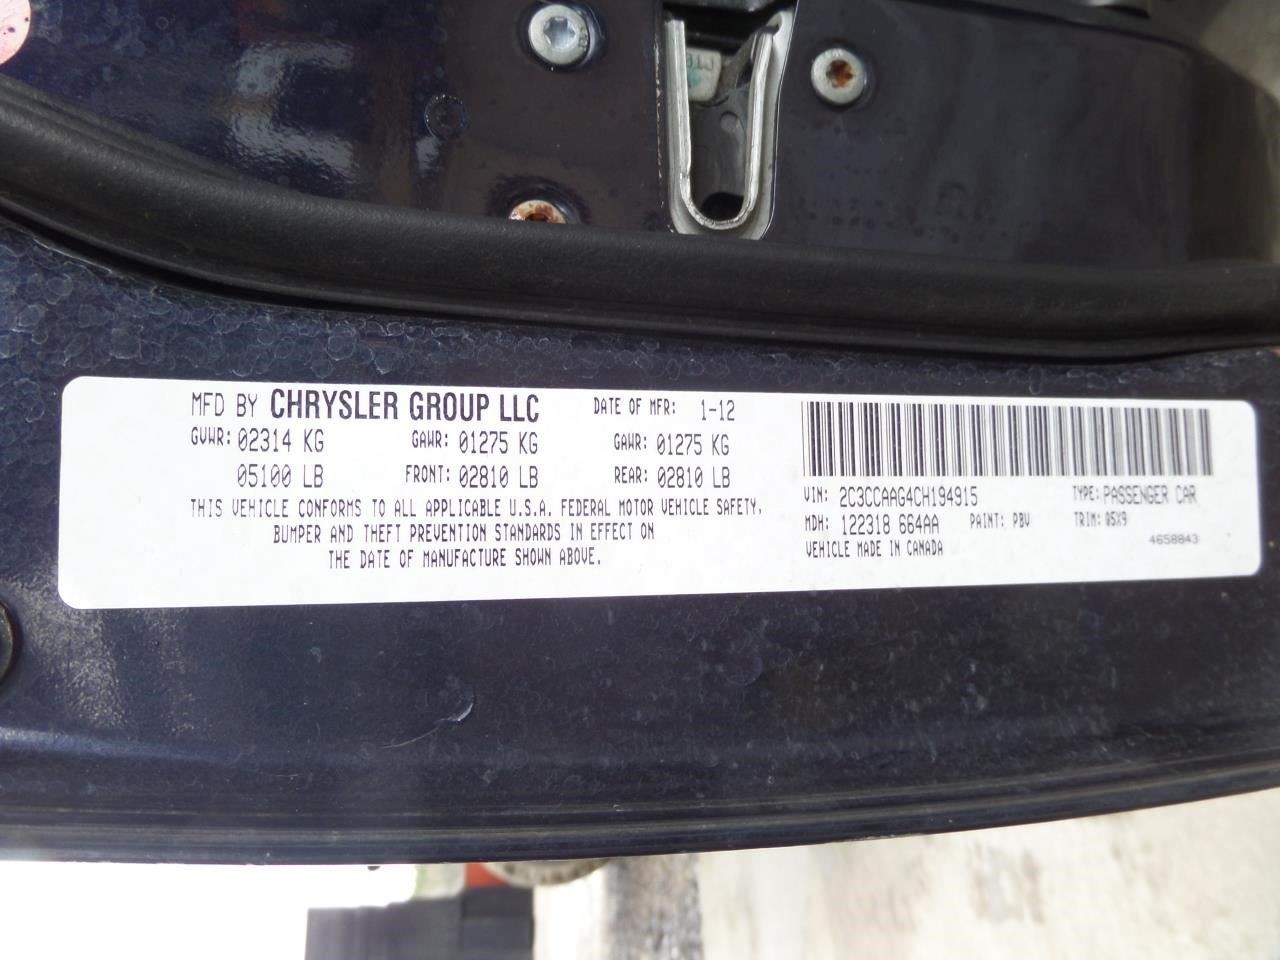 MFD BY CHRYSLER GROUP LLC DATE OF MFR: 1-12
GVWR: 02314 KG GAWR: 01275 KG GAWR: 01275 KG
05100 LB FRONT: 02810 LB REAR: 02810 LB
THIS VEHICLE CONFORMS TO ALL APPLICABLE U.S.A. FEDERAL MOTOR VEHICLE SAFETY,
BUMPER AND THEFT PREVENTION STANDARDS IN EFFECT ON
THE DATE OF MANUFACTURE SHOWN ABOVE.
VIN: 2C3CCAAG4CH194915 TYPE: PASSENGER CAR
MDH: 122318 664AA PAINT: PBV TRIM: Q5X9
VEHICLE MADE IN CANADA 4658843